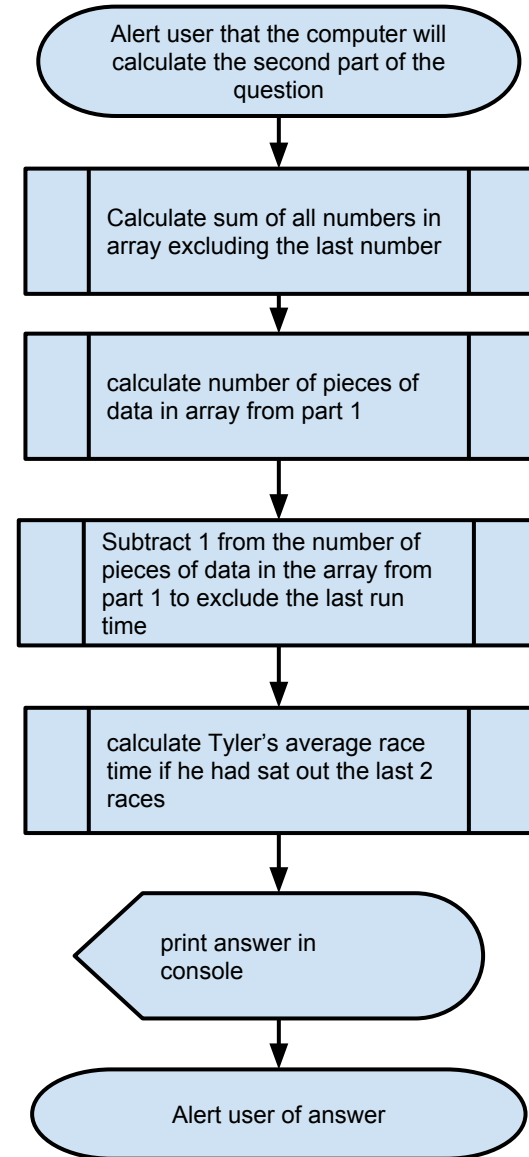 Alert user that the computer will
calculate the second part of the
question
Calculate sum of all numbers in
array excluding the last number
calculate number of pieces of
data in array from part 1
Subtract 1 from the number of
pieces of data in the array from
part 1 to exclude the last run
time
calculate Tyler's average race
time if he had sat out the last 2
races
print answer in
console
Alert user of answer